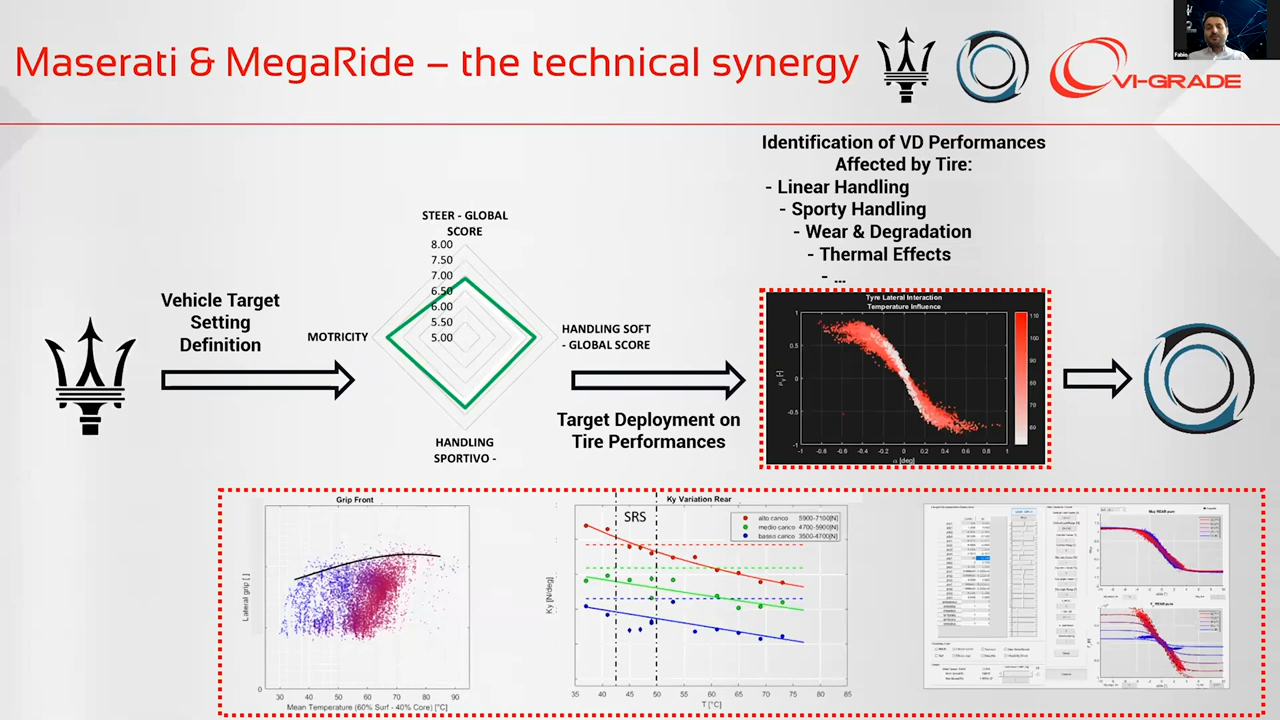 Maserati & MegaRide – the technical synergy
VI-GRADE
Fabio
Identification of VD Performances
Affected by Tire:
- Linear Handling
- Sporty Handling
- Wear & Degradation
- Thermal Effects
- ...
Vehicle Target
Setting
Definition
STEER - GLOBAL
SCORE
8.00
7.50
7.00
6.50
6.00
5.50
5.00
MOTRICITY
HANDLING SOFT
- GLOBAL SCORE
HANDLING
SPORTIVO -
Target Deployment on
Tire Performances
Tyre Lateral Interaction
Temperature Influence
1
0.5
0
-0.5
-1
-1 -0.8 -0.6 -0.4 -0.2 0 0.2 0.4 0.6 0.8 1
α [deg]
110
100
90
80
70
60
Grip Front
Lateral grip [ ]
0
30 40 50 60 70 80 90
Mean Temperature (60% Surf - 40% Core) [°C]
Ky Variation Rear
SRS
alto carico 5900-7100[N]
medio carico 4700-5900[N]
basso carico 3500-4700[N]
Ky [N/deg]
35 40 45 50 55 60 65 70 75 80 85
T [°C]